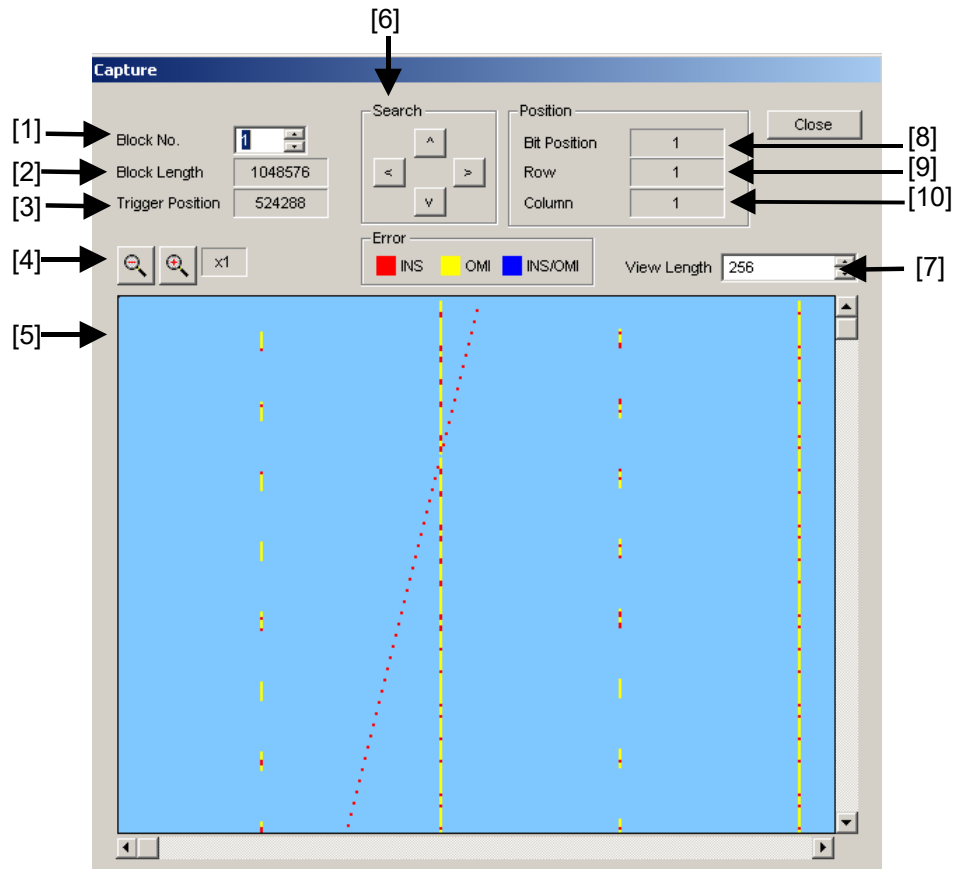 [6]
Capture
Search
Position
Close
[1]
Block No.
1
^
Bit Position
1
[8]
[2]
Block Length
1048576
<
>
Row
1
[9]
[3]
Trigger Position
524288
v
Column
1
[10]
[4]
x1
Error
INS
OMI
INS/OMI
View Length
256
[7]
[5]